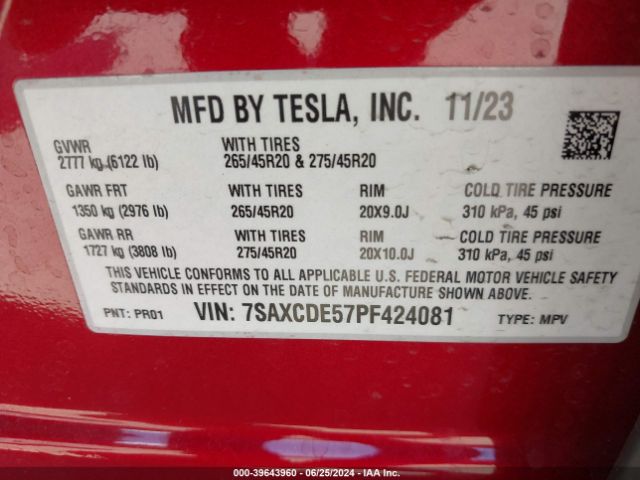 MFD BY TESLA, INC. 11/23
GVWR WITH TIRES
2777 kg (6122 lb) 265/45R20 & 275/45R20
GAWR FRT WITH TIRES RIM COLD TIRE PRESSURE
1350 kg (2976 lb) 265/45R20 20X9.0J 310 kPa, 45 psi
GAWR RR WITH TIRES RIM COLD TIRE PRESSURE
1727 kg (3808 lb) 275/45R20 20X10.0J 310 kPa, 45 psi
THIS VEHICLE CONFORMS TO ALL APPLICABLE U.S. FEDERAL MOTOR VEHICLE SAFETY
STANDARDS IN EFFECT ON THE DATE OF MANUFACTURE SHOWN ABOVE.
PNT: PR01 VIN: 7SAXCDE57PF424081 TYPE: MPV
000-39643960 - 06/25/2024 - IAA Inc.